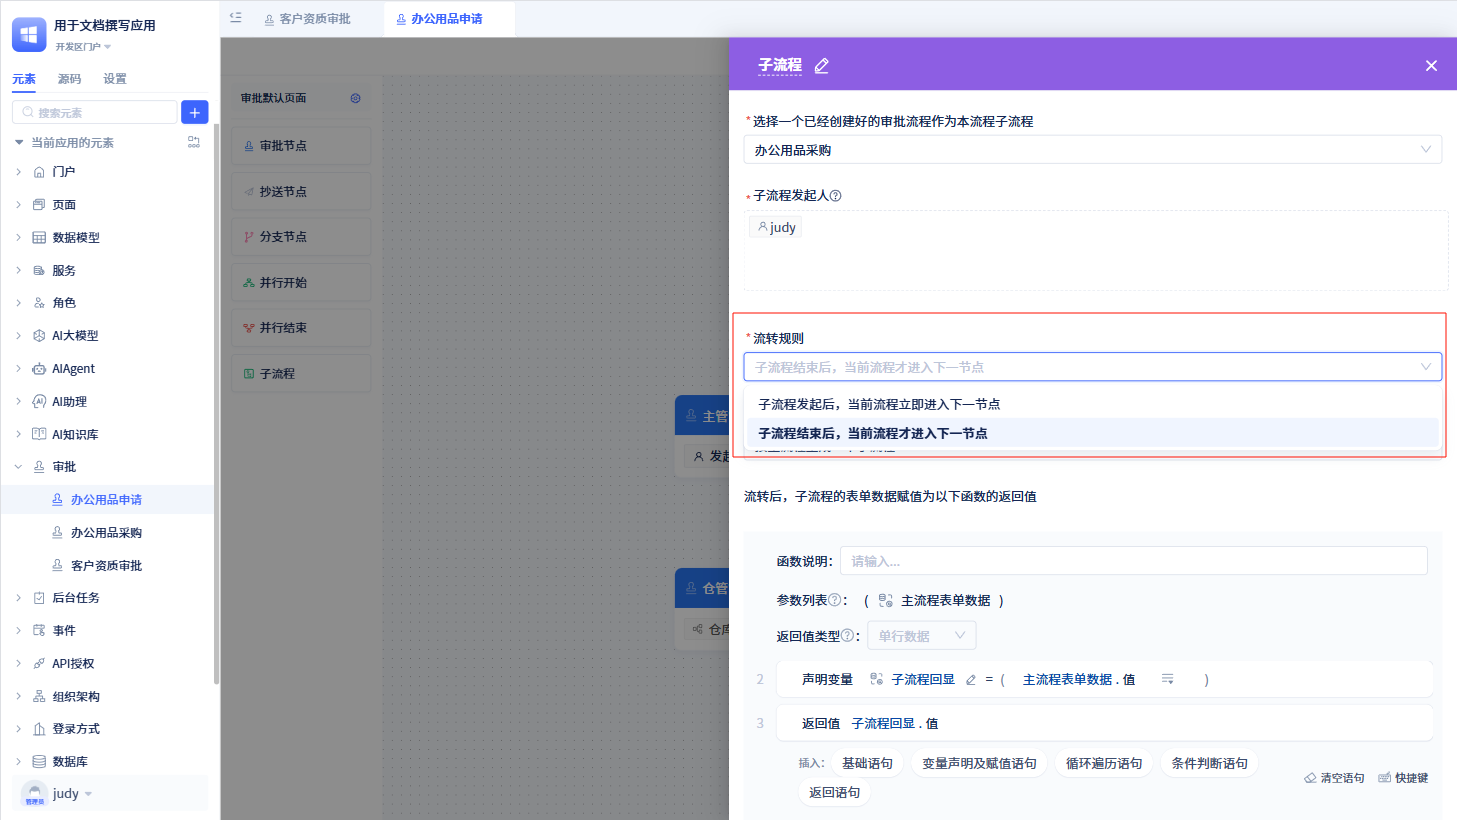 用于文档撰写应用
开发区门户
元素 源码 设置
搜索元素
当前应用的元素
门户
页面
数据模型
服务
角色
AI大模型
AIAgent
AI助理
AI知识库
审批
办公用品申请
办公用品采购
客户资质审批
后台任务
事件
API授权
组织架构
登录方式
数据库
管理员 judy
客户资质审批 办公用品申请
审批默认页面
审批节点
抄送节点
分支节点
并行开始
并行结束
子流程
主管
发起
仓管
仓库
子流程
*选择一个已经创建好的审批流程作为本流程子流程
办公用品采购
*子流程发起人
judy
*流转规则
子流程结束后，当前流程才进入下一节点
子流程发起后，当前流程立即进入下一节点
子流程结束后，当前流程才进入下一节点
流转后，子流程的表单数据赋值为以下函数的返回值
函数说明： 请输入...
参数列表： ( 主流程表单数据 )
返回值类型： 单行数据
2 声明变量 子流程回显 = ( 主流程表单数据 . 值 )
3 返回值 子流程回显 . 值
插入： 基础语句 变量声明及赋值语句 循环遍历语句 条件判断语句
返回语句
清空语句 快捷键